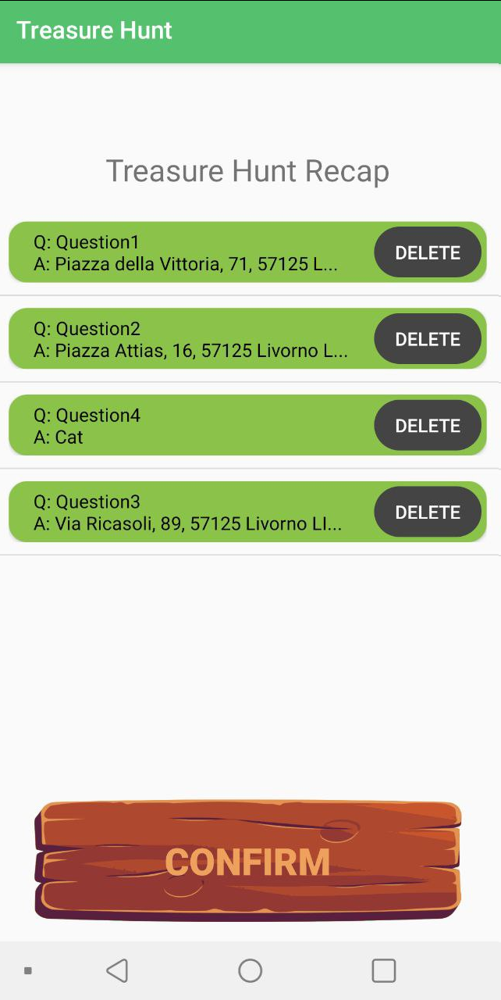 Treasure Hunt
Treasure Hunt Recap
Q: Question1
A: Piazza della Vittoria, 71, 57125 L...
DELETE
Q: Question2
A: Piazza Attias, 16, 57125 Livorno L...
DELETE
Q: Question4
A: Cat
DELETE
Q: Question3
A: Via Ricasoli, 89, 57125 Livorno LI...
DELETE
CONFIRM